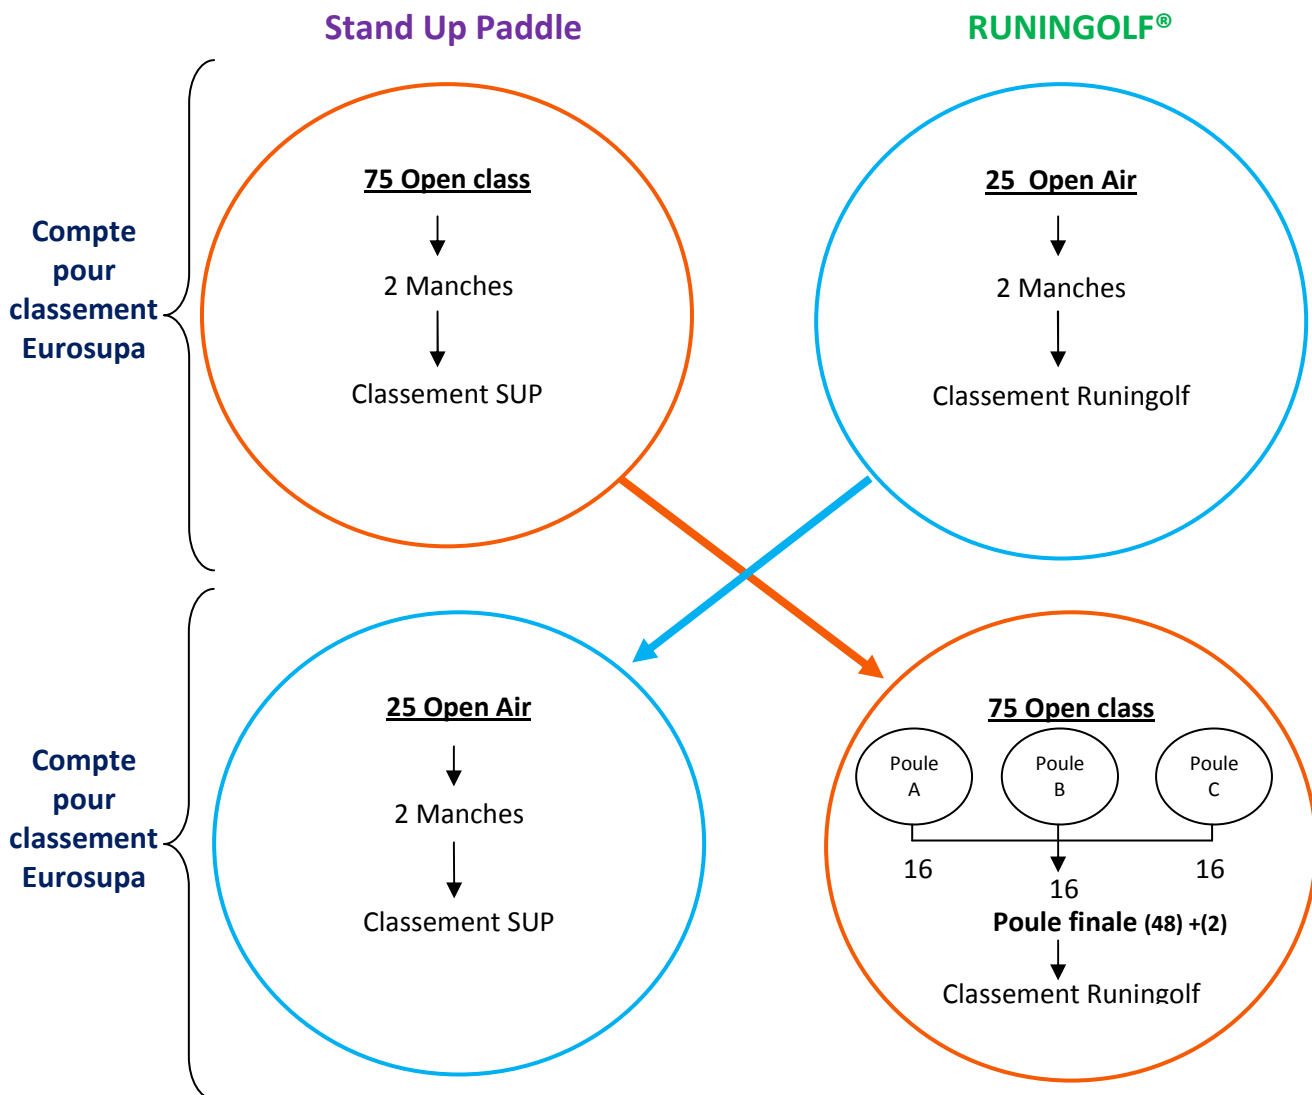 Stand Up Paddle
RUNINGOLF®
Compte
pour
classement
Eurosupa
75 Open class
2 Manches
Classement SUP
25 Open Air
2 Manches
Classement Runingolf
Compte
pour
classement
Eurosupa
25 Open Air
2 Manches
Classement SUP
75 Open class
Poule
A
Poule
B
Poule
C
16
16
16
Poule finale (48) +(2)
Classement Runingolf